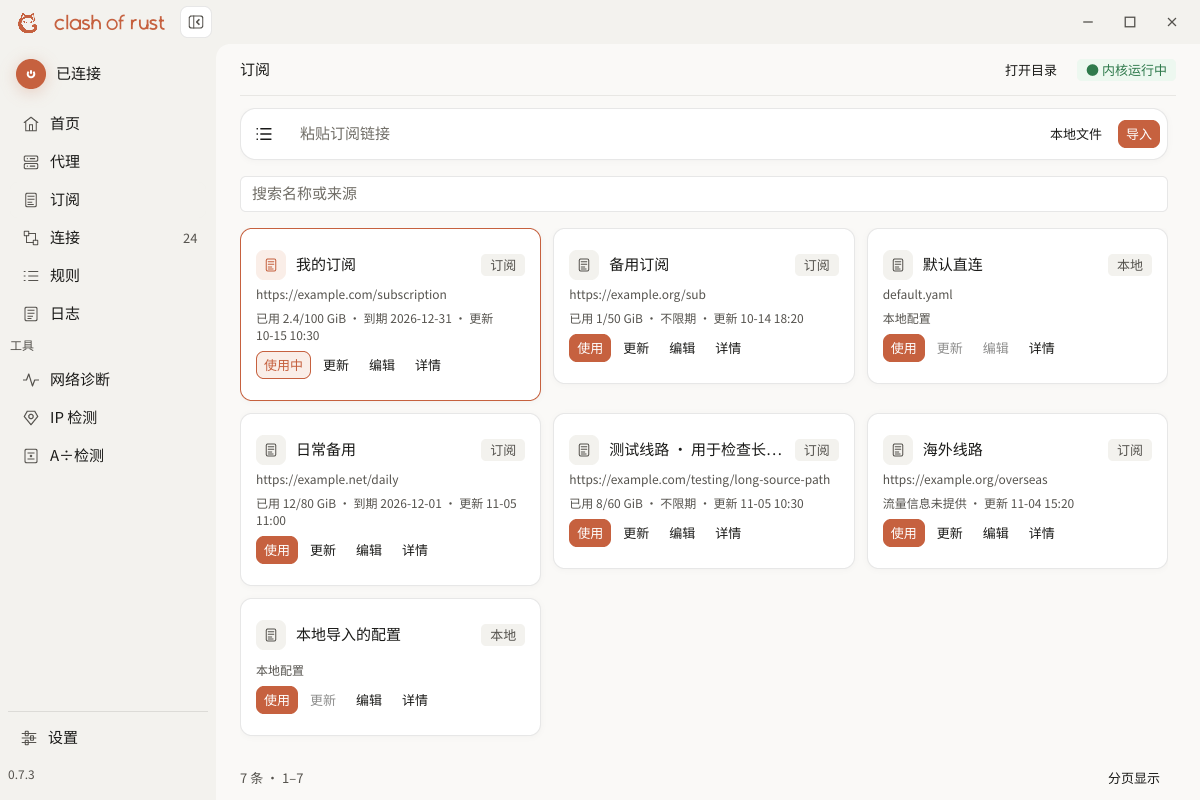 clash of rust
已连接
首页
代理
订阅
连接 24
规则
日志
工具
网络诊断
IP 检测
A÷检测
设置
0.7.3
订阅
打开目录
内核运行中
粘贴订阅链接
本地文件
导入
搜索名称或来源
我的订阅 订阅
https://example.com/subscription
已用 2.4/100 GiB · 到期 2026-12-31 · 更新
10-15 10:30
使用中 更新 编辑 详情
备用订阅 订阅
https://example.org/sub
已用 1/50 GiB · 不限期 · 更新 10-14 18:20
使用 更新 编辑 详情
默认直连 本地
default.yaml
本地配置
使用 更新 编辑 详情
日常备用 订阅
https://example.net/daily
已用 12/80 GiB · 到期 2026-12-01 · 更新 11-05
11:00
使用 更新 编辑 详情
测试线路 · 用于检查长… 订阅
https://example.com/testing/long-source-path
已用 8/60 GiB · 不限期 · 更新 11-05 10:30
使用 更新 编辑 详情
海外线路 订阅
https://example.org/overseas
流量信息未提供 · 更新 11-04 15:20
使用 更新 编辑 详情
本地导入的配置 本地
本地配置
使用 更新 编辑 详情
7 条 · 1–7
分页显示